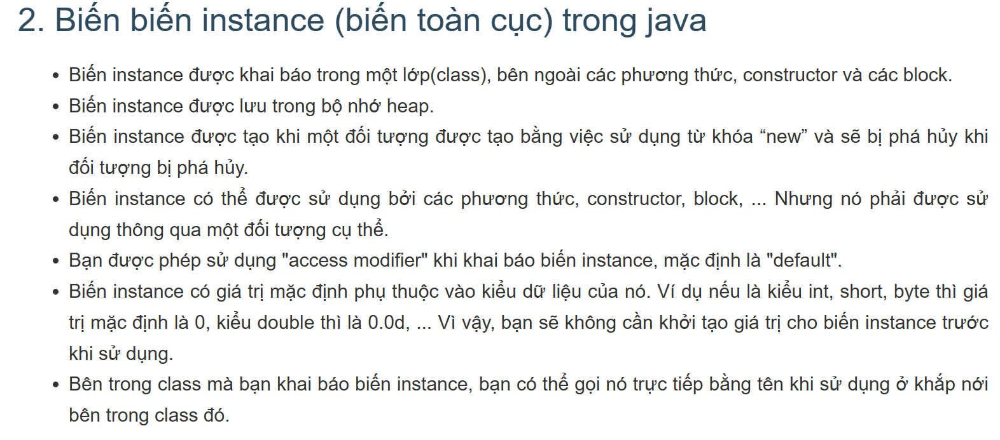 2. Biến biến instance (biến toàn cục) trong java
• Biến instance được khai báo trong một lớp(class), bên ngoài các phương thức, constructor và các block.
• Biến instance được lưu trong bộ nhớ heap.
• Biến instance được tạo khi một đối tượng được tạo bằng việc sử dụng từ khóa “new” và sẽ bị phá hủy khi
đối tượng bị phá hủy.
• Biến instance có thể được sử dụng bởi các phương thức, constructor, block, ... Nhưng nó phải được sử
dụng thông qua một đối tượng cụ thể.
• Bạn được phép sử dụng "access modifier" khi khai báo biến instance, mặc định là "default".
• Biến instance có giá trị mặc định phụ thuộc vào kiểu dữ liệu của nó. Ví dụ nếu là kiểu int, short, byte thì giá
trị mặc định là 0, kiểu double thì là 0.0d, ... Vì vậy, bạn sẽ không cần khởi tạo giá trị cho biến instance trước
khi sử dụng.
• Bên trong class mà bạn khai báo biến instance, bạn có thể gọi nó trực tiếp bằng tên khi sử dụng ở khắp nới
bên trong class đó.